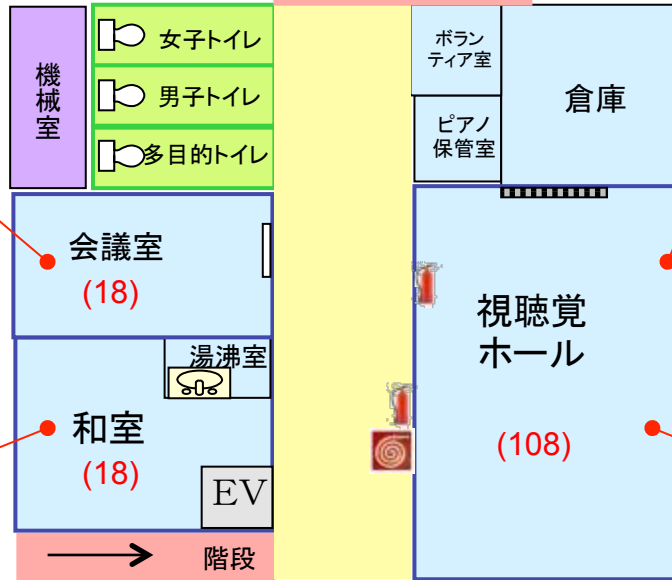 女子トイレ
男子トイレ
多目的トイレ
機械室
ボラン
ティア室
倉庫
ピアノ
保管室
会議室
(18)
視聴覚
ホール
(108)
湯沸室
和室
(18)
EV
階段